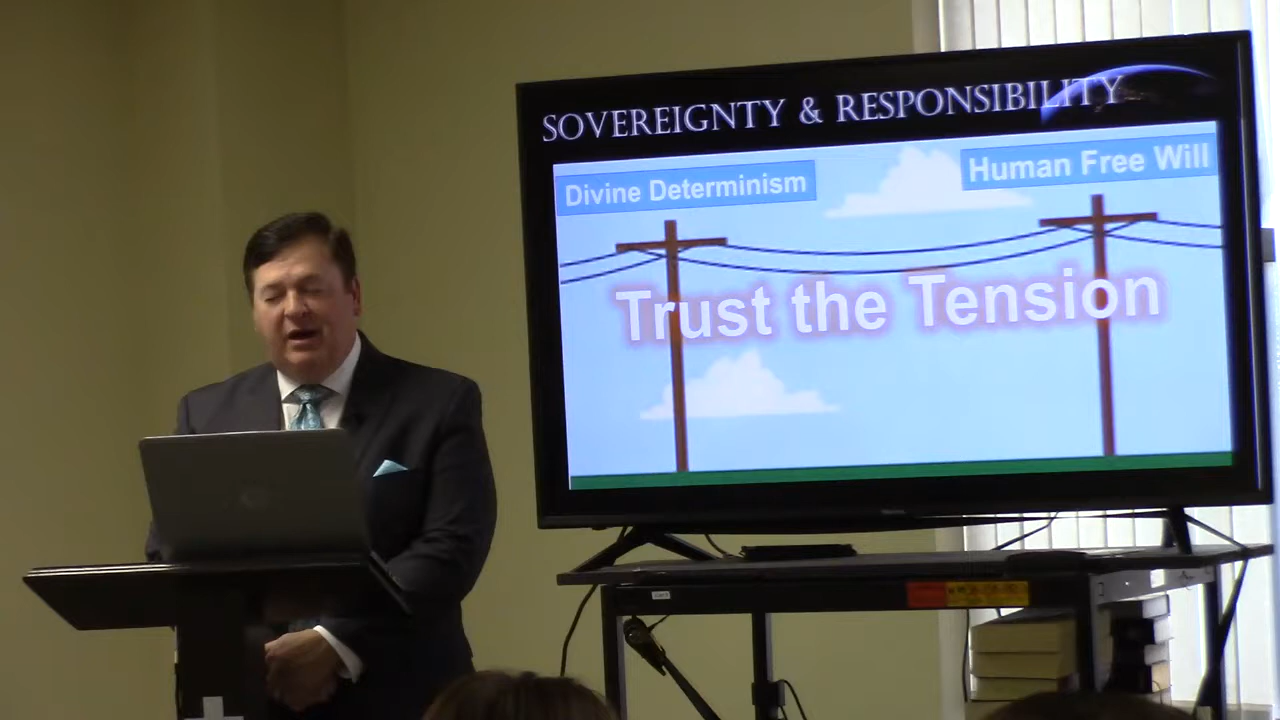 SOVEREIGNTY & RESPONSIBILITY
Divine Determinism
Human Free Will
Trust the Tension